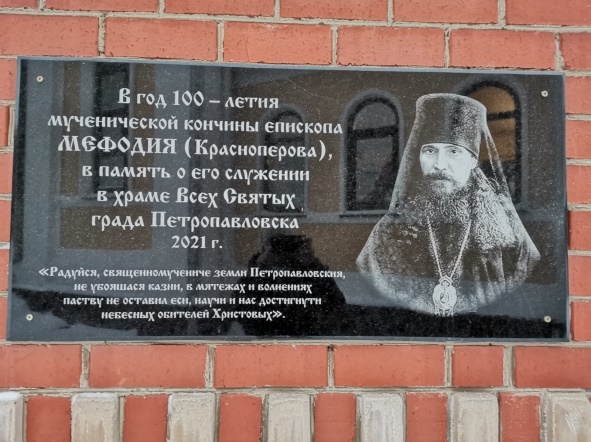 В год 100 – летия
мученической кончины епископа
МЕФОДИЯ (Красноперова),
в память о его служении
в храме Всех Святых
града Петропавловска
2021 г.
«Радуйся, священномучениче земли Петропавловския,
не убояшася казни, в мятежах и волнениях
паству не оставил еси, научи и нас достигнути
небесных обителей Христовых».